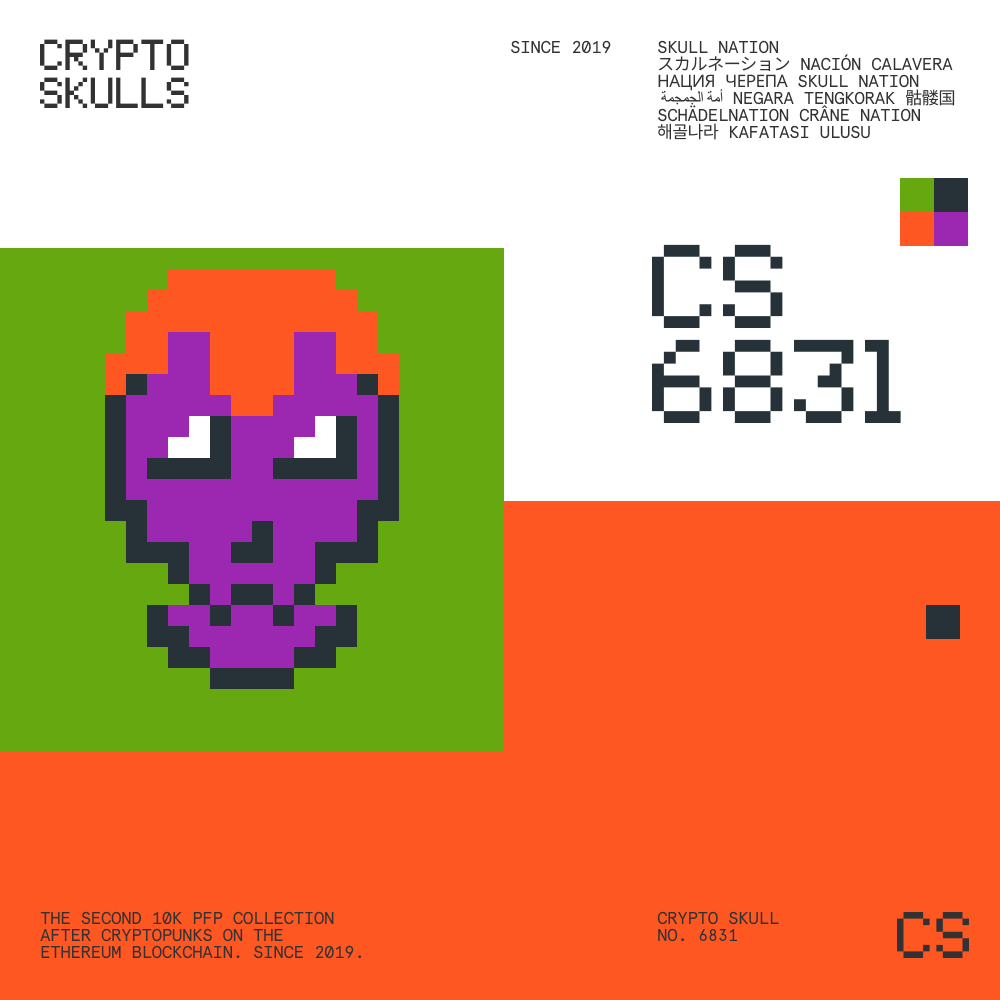 CRYPTO
SKULLS
SINCE 2019
SKULL NATION
スカルネーション NACIÓN CALAVERA
НАЦИЯ ЧЕРЕПА SKULL NATION
أمة الجمجمة NEGARA TENGKORAK 骷髅国
SCHÄDELNATION CRÂNE NATION
해골나라 KAFATASI ULUSU
CS
6831
THE SECOND 10K PFP COLLECTION
AFTER CRYPTOPUNKS ON THE
ETHEREUM BLOCKCHAIN. SINCE 2019.
CRYPTO SKULL
NO. 6831
CS